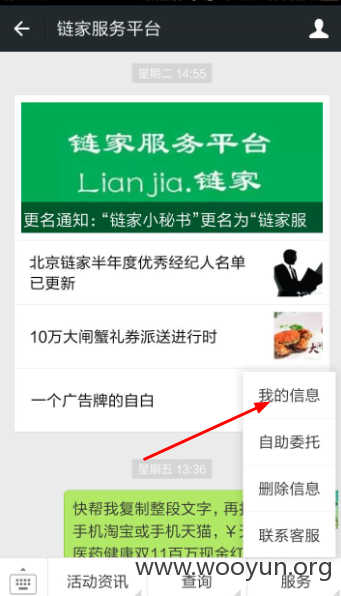 链家服务平台
星期二 14:55
链家服务平台
Lianjia.链家
更名通知：“链家小秘书”更名为“链家服
北京链家半年度优秀经纪人名单
已更新
10万大闸蟹礼券派送进行时
一个广告牌的自白
我的信息
自助委托
删除信息
联系客服
星期五 13:36
快帮我复制整段文字，再打
手机淘宝或手机天猫，￥天
医药健康双11百万现金红
www.wooyun.org
活动资讯
查询
服务